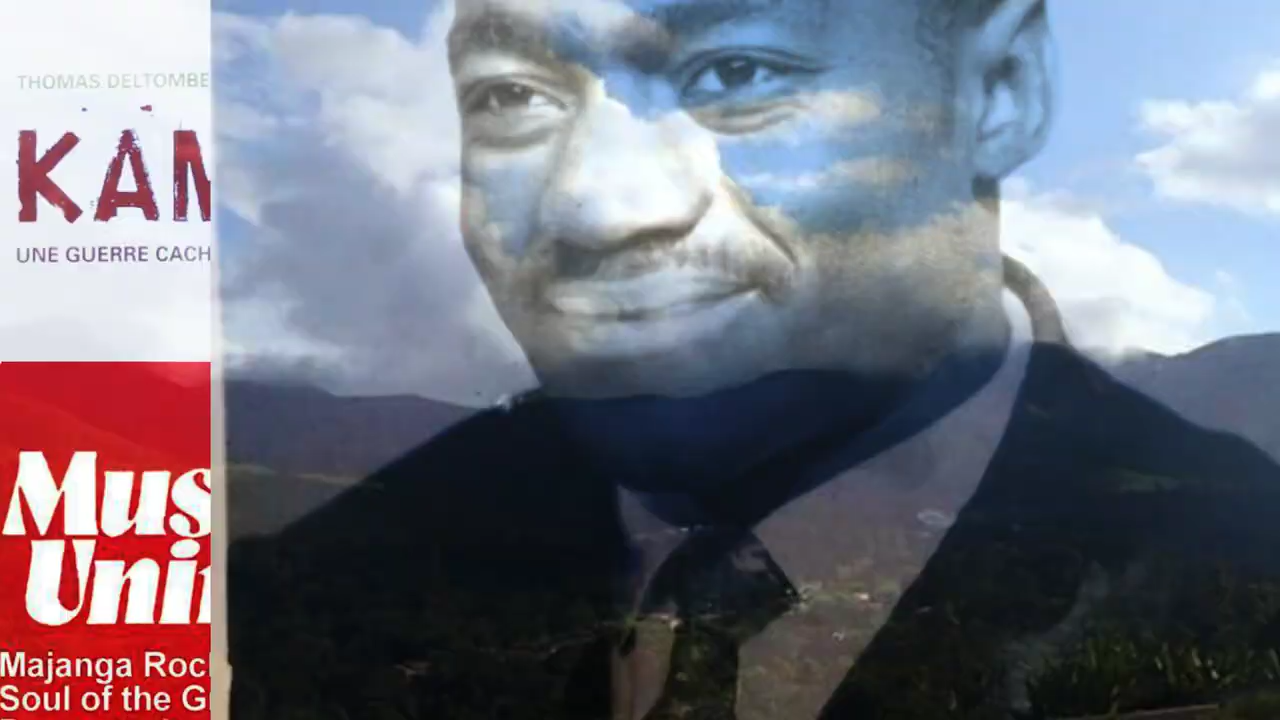 THOMAS DELTOMBE
KAM
UNE GUERRE CACH
Mus
Uni
Majanga Roc
Soul of the G